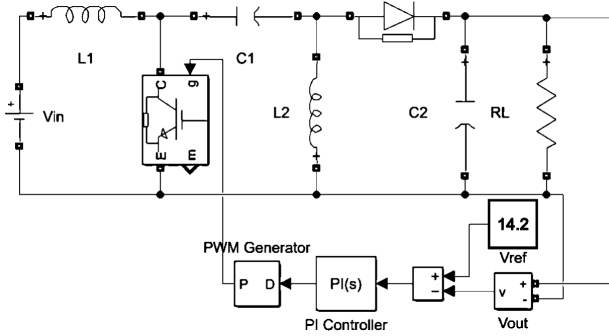 L1
C1
C
g
Vin
L2
C2
RL
E
m
14.2
PWM Generator
Vref
P
D
PI(s)
+
−
v
+
-
PI Controller
Vout